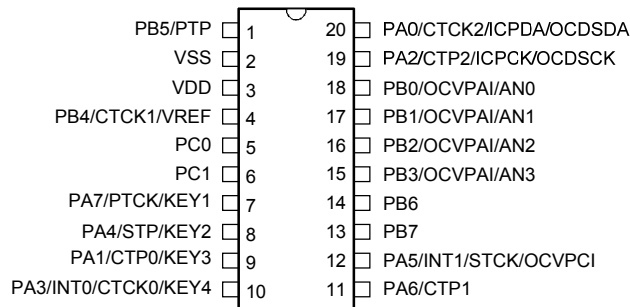 PB5/PTP 1 20 PA0/CTCK2/ICPDA/OCDSDA
VSS 2 19 PA2/CTP2/ICPCK/OCDSCK
VDD 3 18 PB0/OCVPAI/AN0
PB4/CTCK1/VREF 4 17 PB1/OCVPAI/AN1
PC0 5 16 PB2/OCVPAI/AN2
PC1 6 15 PB3/OCVPAI/AN3
PA7/PTCK/KEY1 7 14 PB6
PA4/STP/KEY2 8 13 PB7
PA1/CTP0/KEY3 9 12 PA5/INT1/STCK/OCVPCI
PA3/INT0/CTCK0/KEY4 10 11 PA6/CTP1